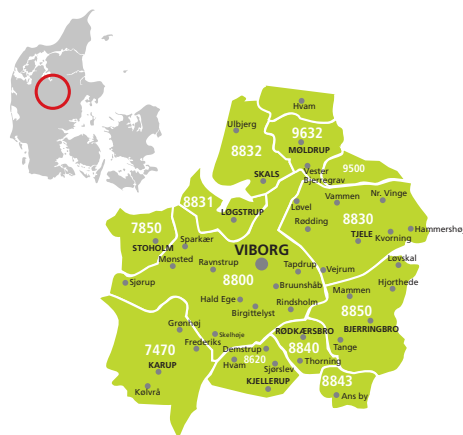 Hvam
Ulbjerg
9632
MØLDRUP
8832
Vester
Bjerregrav
9500
SKALS
Nr. Vinge
Vammen
8831
Løvel
LØGSTRUP
8830
7850
Rødding
Hammershøj
TJELE
Kvorning
Sparkær
STOHOLM
VIBORG
Løvskal
Mønsted
Ravnstrup
Tapdrup
Vejrum
8800
Sjørup
Bruunshåb
Hjorthede
Mammen
Hald Ege
Birgittelyst
Rindsholm
8850
Grønhøj
RØDKÆRSBRO
BJERRINGBRO
Skelhøje
7470
Frederiks
Demstrup
8840
Tange
8620
KARUP
Hvam
Sjørslev
Thorning
KJELLERUP
8843
Kølvrå
Ans by